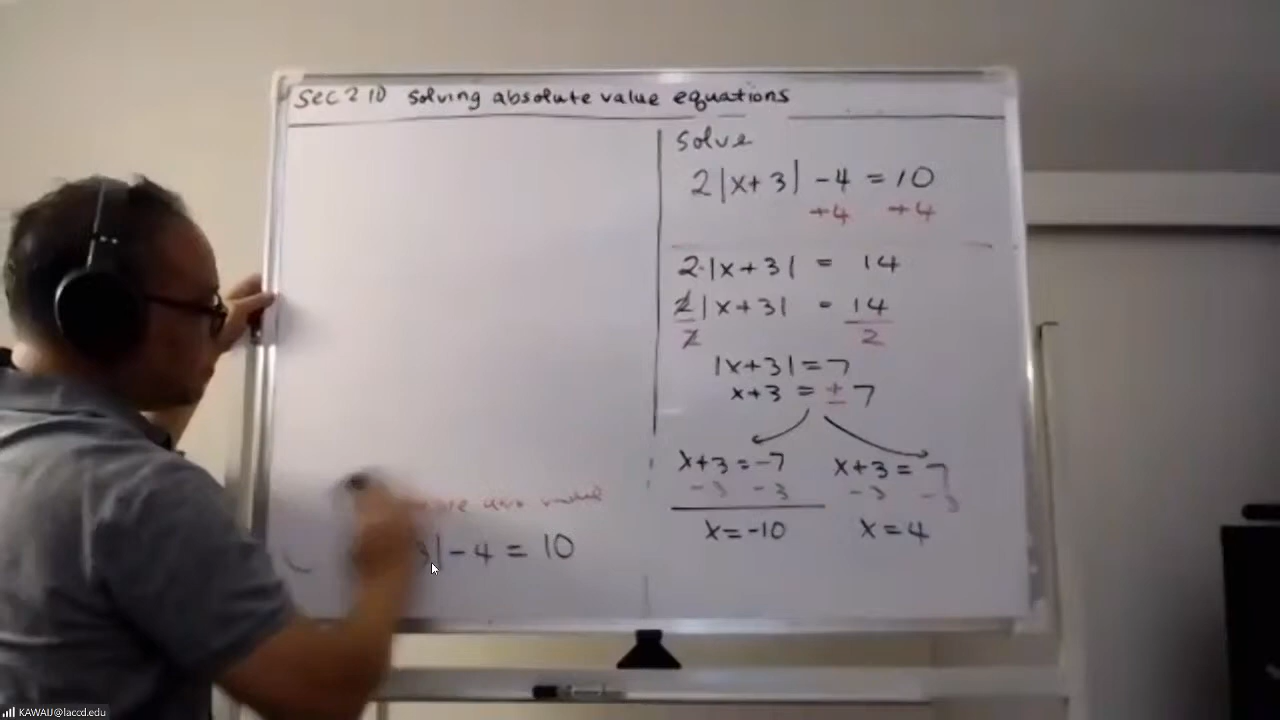 Sec 2 10 Solving absolute value equations
3| - 4 = 10
Solve
2|x+3| - 4 = 10
+4 +4
2·|x+3| = 14
2|x+3| = 14
2 2
|x+3| = 7
x+3 = ± 7
x+3 = -7 x+3 = 7
-3 -3 -3 -3
x = -10 x = 4
KAWAIJ@laccd.edu